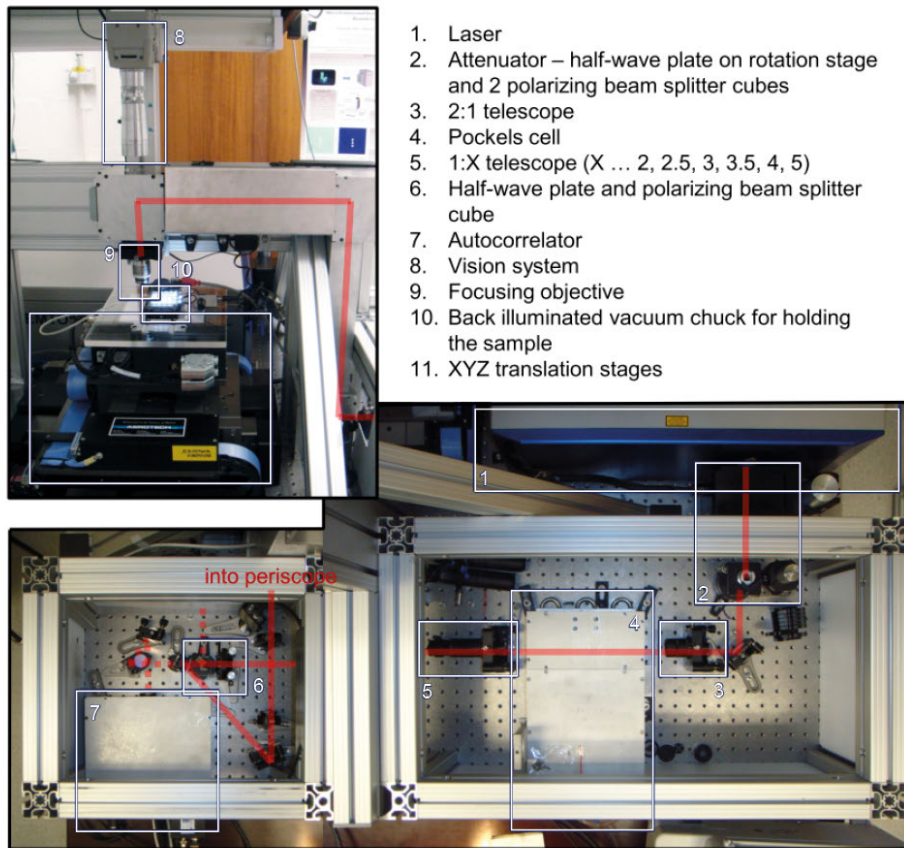 1. Laser
2. Attenuator – half-wave plate on rotation stage
and 2 polarizing beam splitter cubes
3. 2:1 telescope
4. Pockels cell
5. 1:X telescope (X ... 2, 2.5, 3, 3.5, 4, 5)
6. Half-wave plate and polarizing beam splitter
cube
7. Autocorrelator
8. Vision system
9. Focusing objective
10. Back illuminated vacuum chuck for holding
the sample
11. XYZ translation stages
8
9
10
AEROTECH
1
2
into periscope
4
5
3
6
7